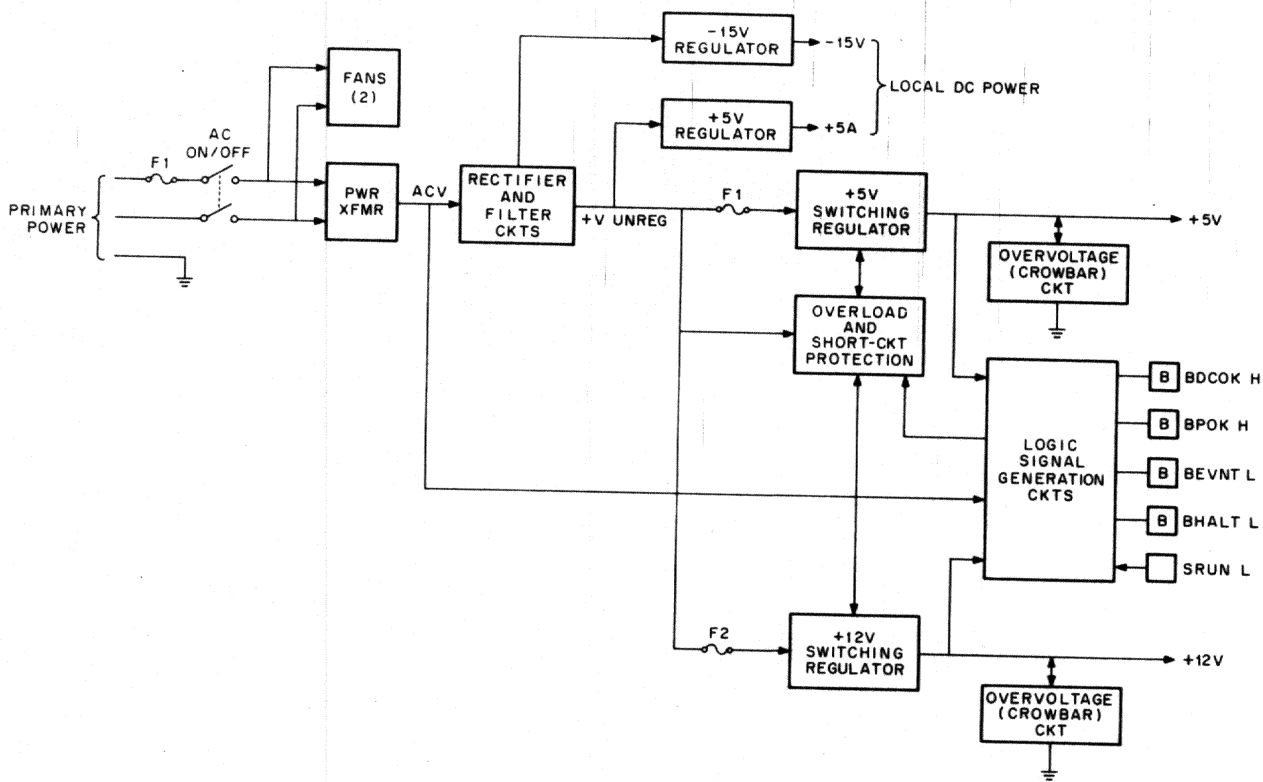 −15V
REGULATOR
−15V
LOCAL DC POWER
+5V
REGULATOR
+5A
FANS
(2)
AC
ON/OFF
F1
PRIMARY
POWER
PWR
XFMR
ACV
RECTIFIER
AND
FILTER
CKTS
+V UNREG
F1
+5V
SWITCHING
REGULATOR
+5V
OVERVOLTAGE
(CROWBAR)
CKT
OVERLOAD
AND
SHORT-CKT
PROTECTION
LOGIC
SIGNAL
GENERATION
CKTS
B BDCOK H
B BPOK H
B BEVNT L
B BHALT L
SRUN L
F2
+12V
SWITCHING
REGULATOR
+12V
OVERVOLTAGE
(CROWBAR)
CKT